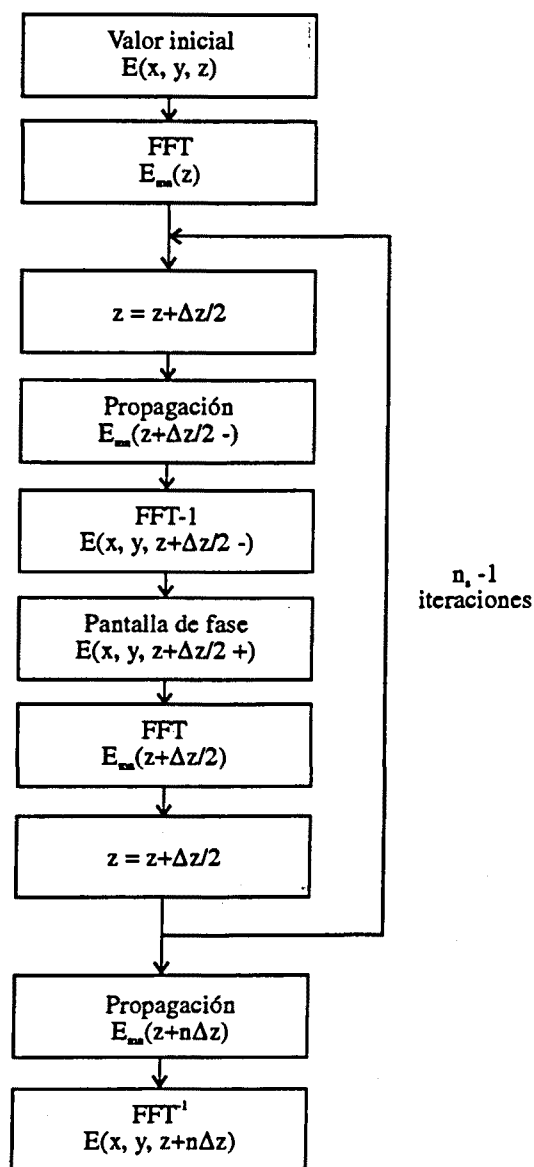 Valor inicial
E(x, y, z)
FFT
Eₘₙ(z)
z = z+Δz/2
Propagación
Eₘₙ(z+Δz/2 -)
FFT-1
E(x, y, z+Δz/2 -)
Pantalla de fase
E(x, y, z+Δz/2 +)
FFT
Eₘₙ(z+Δz/2)
z = z+Δz/2
nₛ -1
iteraciones
Propagación
Eₘₙ(z+nΔz)
FFT⁻¹
E(x, y, z+nΔz)